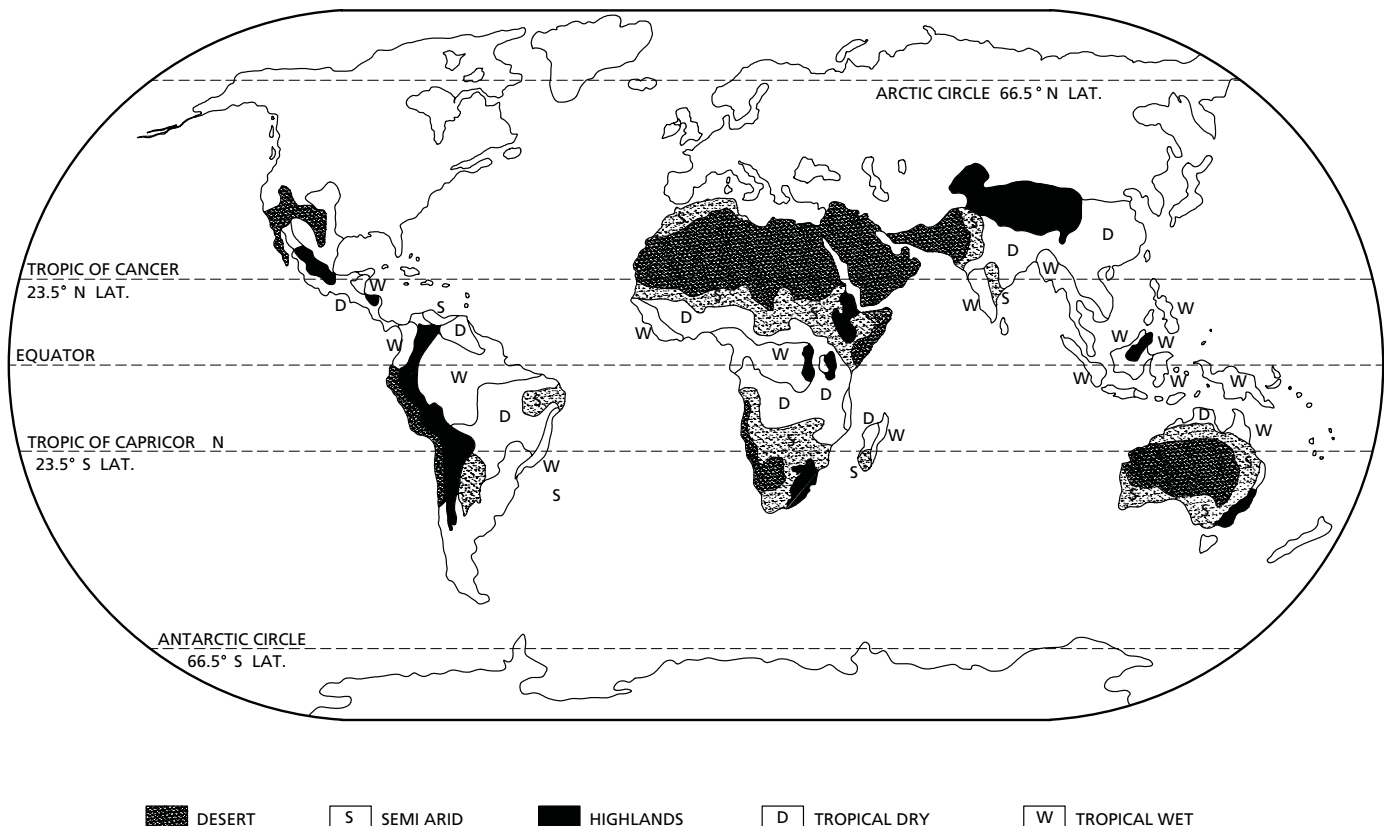 ARCTIC CIRCLE 66.5° N LAT.
D
D
TROPIC OF CANCER
23.5° N LAT.
W
W
D
S
S
W
S
W
D
S
D
S
W
D
W
EQUATOR
W
W
W
W
W
W
W
W
D
D
S
D
D
D
W
TROPIC OF CAPRICOR N
23.5° S LAT.
S
W
W
S
S
S
S
ANTARCTIC CIRCLE
66.5° S LAT.
DESERT
S SEMI ARID
HIGHLANDS
D TROPICAL DRY
W TROPICAL WET